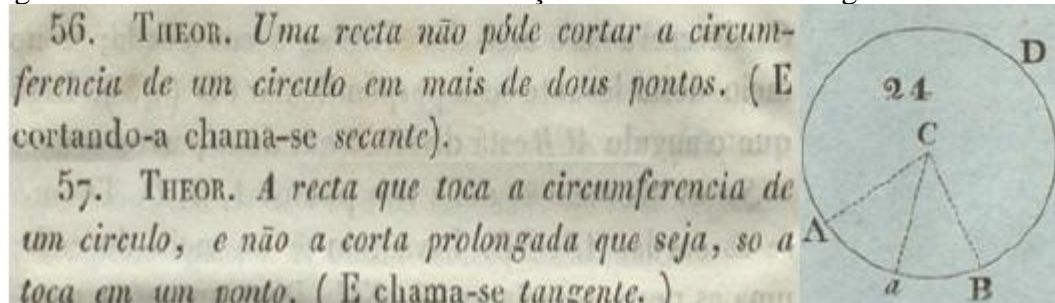 56. THEOR. Uma recta não póde cortar a circum-
ferencia de um circulo em mais de dous pontos. (E
cortando-a chama-se secante).
57. THEOR. A recta que toca a circumferencia de
um circulo, e não a corta prolongada que seja, so a
toca em um ponto. (E chama-se tangente.)
D
24
C
A
a
B